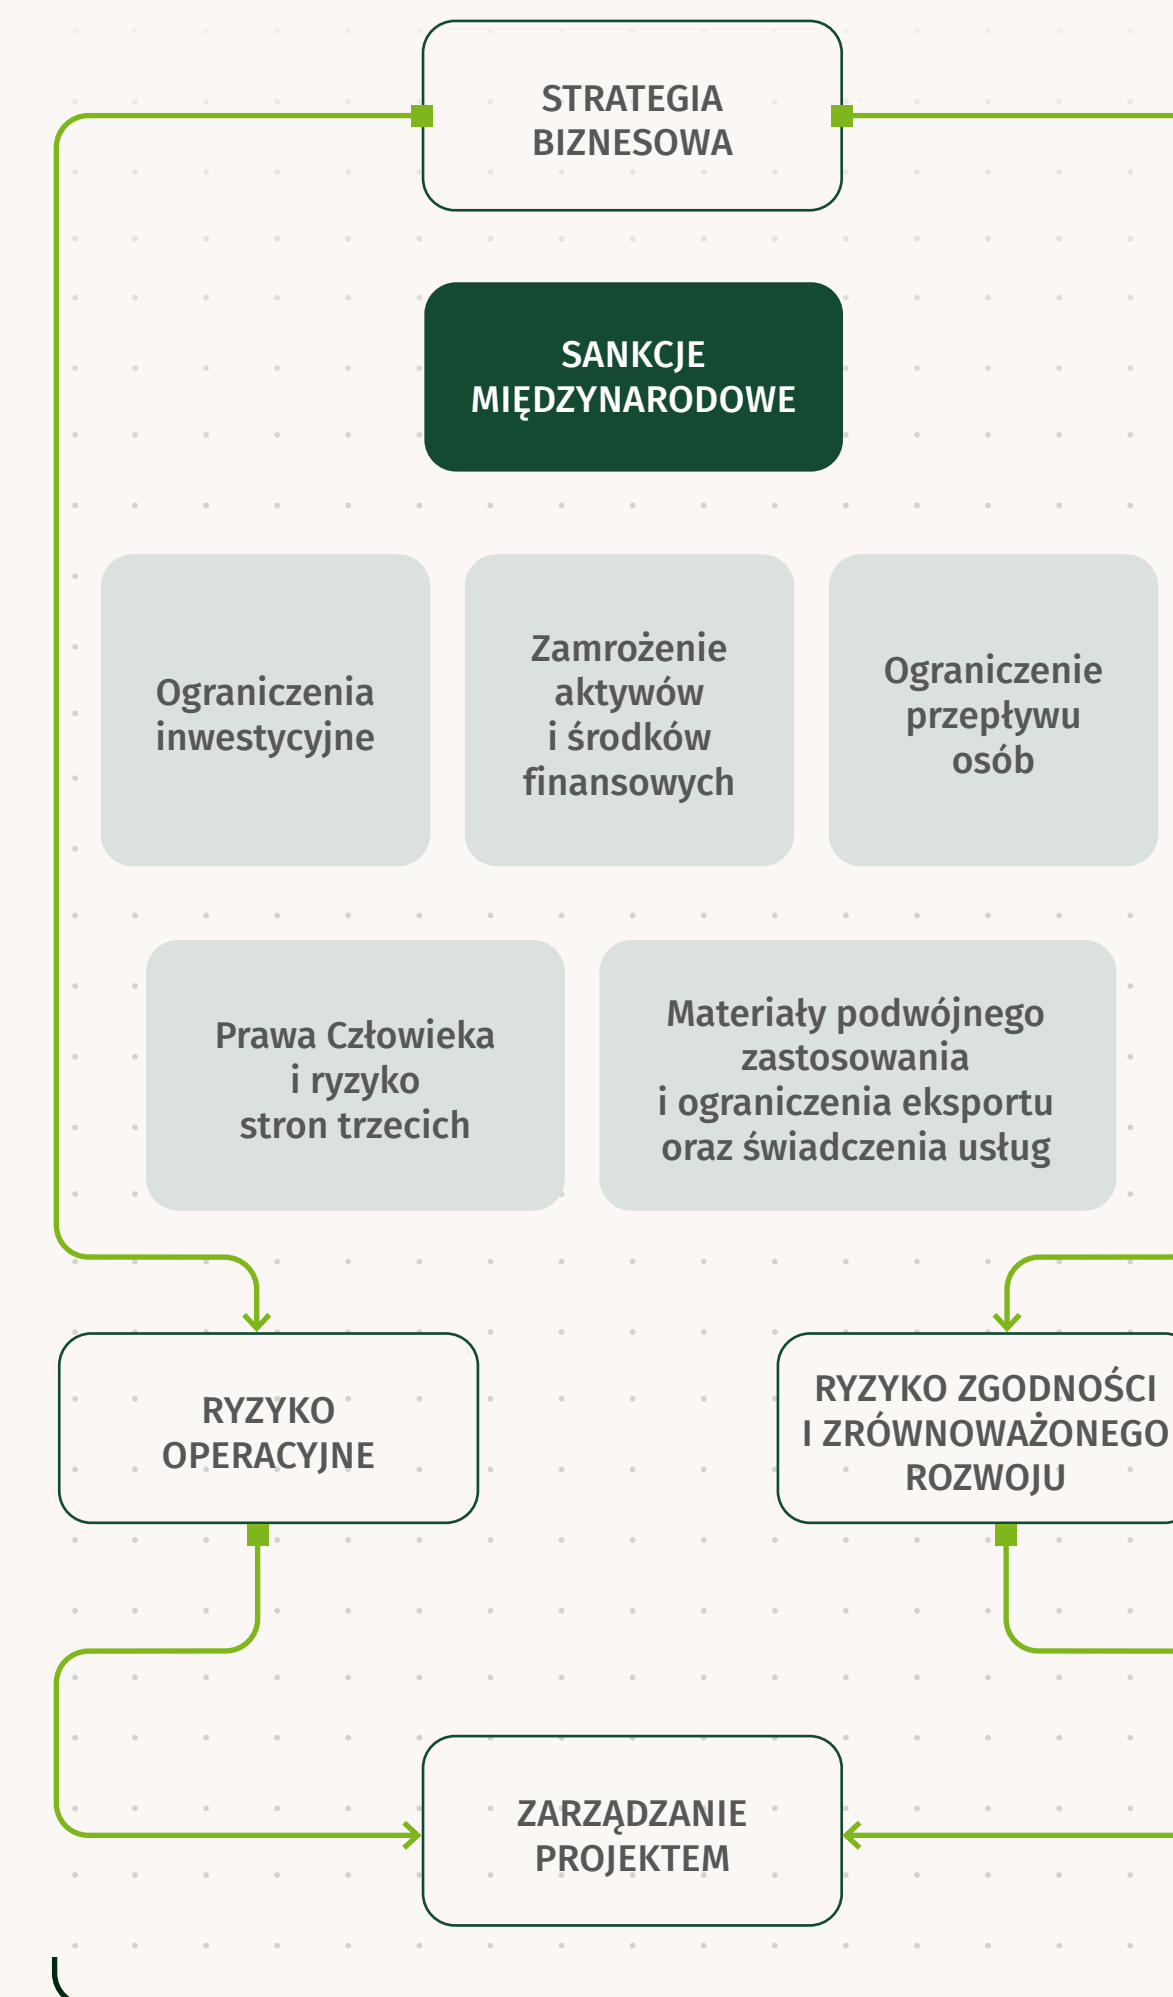 STRATEGIA
BIZNESOWA
SANKCJE
MIĘDZYNARODOWE
Ograniczenia
inwestycyjne
Zamrożenie
aktywów
i środków
finansowych
Ograniczenie
przepływu
osób
Prawa Człowieka
i ryzyko
stron trzecich
Materiały podwójnego
zastosowania
i ograniczenia eksportu
oraz świadczenia usług
RYZYKO
OPERACYJNE
RYZYKO ZGODNOŚCI
I ZRÓWNOWAŻONEGO
ROZWOJU
ZARZĄDZANIE
PROJEKTEM